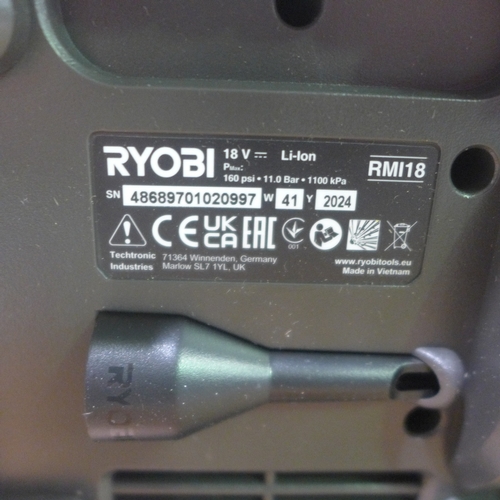 RYOBI 18 V Li-Ion
PMax:
160 psi • 11.0 Bar • 1100 kPa
RMI18
SN 48689701020997 W 41 Y 2024
CE UK CA EAC 001
Techtronic Industries
71364 Winnenden, Germany
Marlow SL7 1YL, UK
www.ryobitools.eu
Made in Vietnam
RYOBI